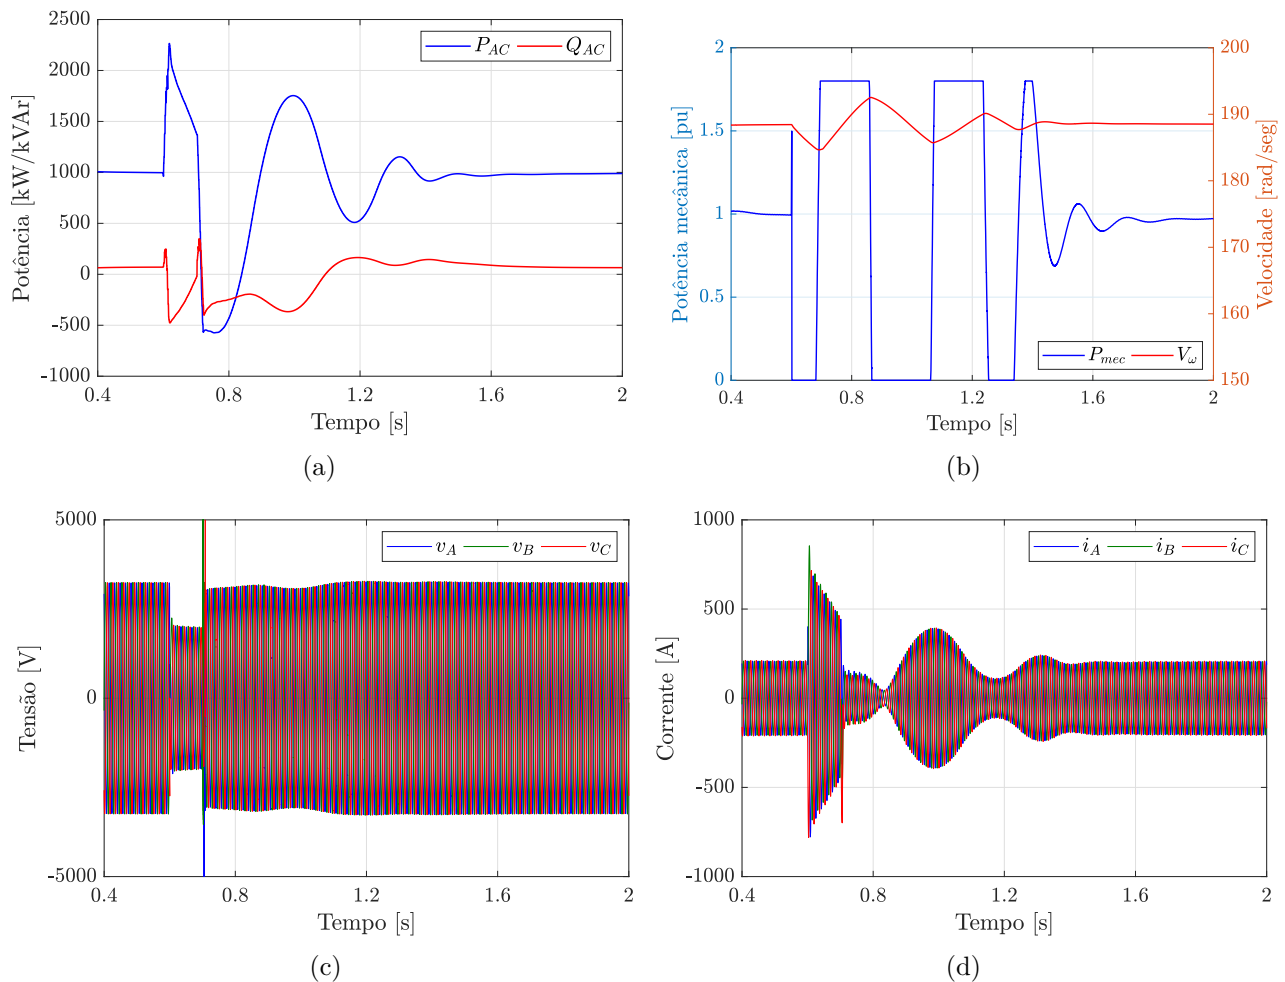 2500
2000
1500
1000
500
0
-500
-1000
0.4
0.8
1.2
1.6
2
Potência [kW/kVAr]
Tempo [s]
P_AC Q_AC
(a)
2
1.5
1
0.5
0
200
190
180
170
160
150
0.4
0.8
1.2
1.6
2
Potência mecânica [pu]
Velocidade [rad/seg]
Tempo [s]
P_mec V_ω
(b)
5000
0
-5000
0.4
0.8
1.2
1.6
2
Tensão [V]
Tempo [s]
v_A v_B v_C
(c)
1000
500
0
-500
-1000
0.4
0.8
1.2
1.6
2
Corrente [A]
Tempo [s]
i_A i_B i_C
(d)